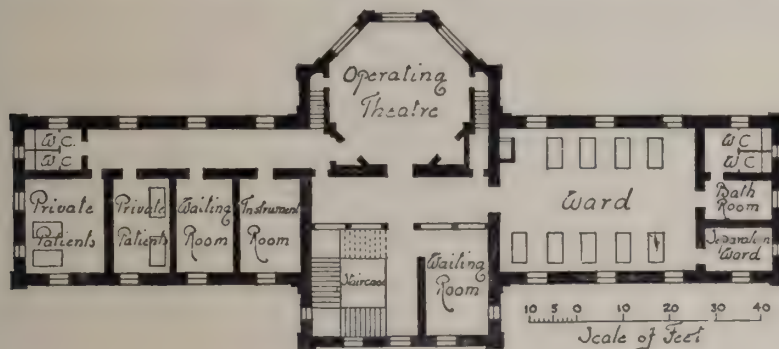 Operating
Theatre
W.C.
W.C
Private
Patients
Private
Patients
Waiting
Room
Instrument
Room
Staircase
Waiting
Room
Ward
W C
W C
Bath
Room
Separation
Ward
10 5 0 10 20 30 40
Scale of Feet